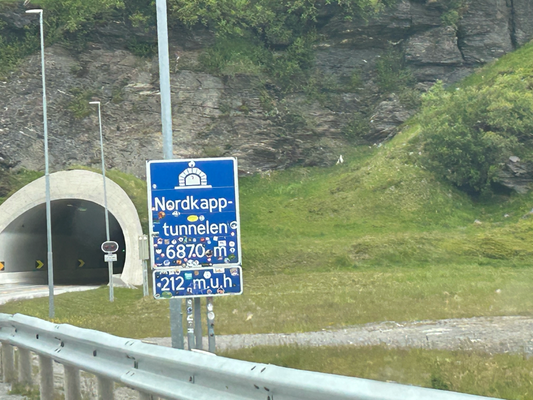 Nordkapp-
tunnelen
6870 m
212 m.u.h